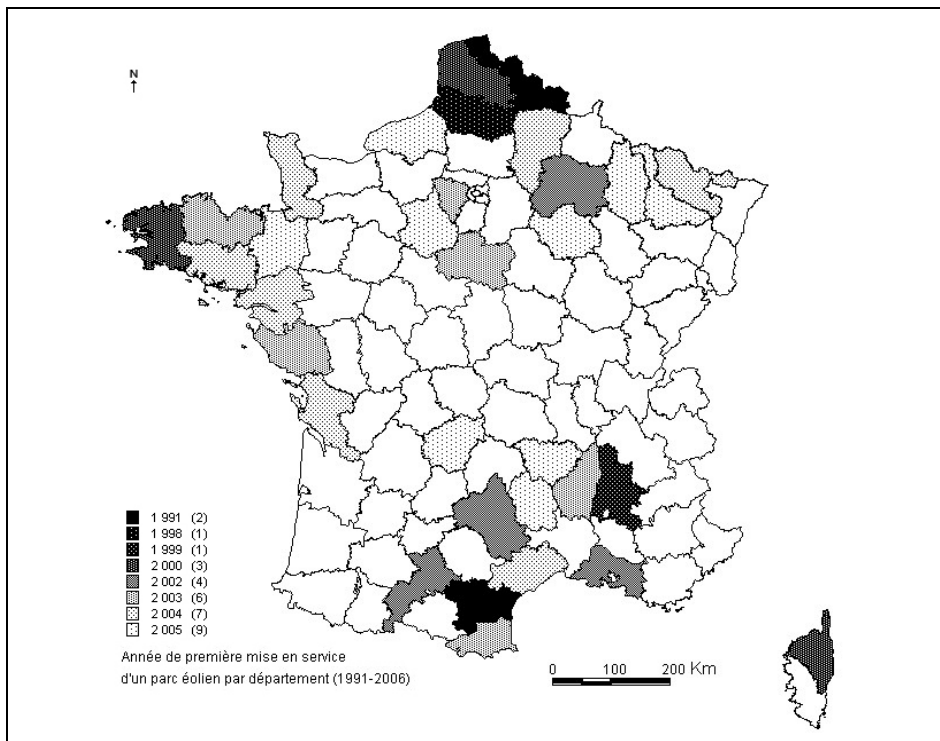 N
1 991 (2)
1 998 (1)
1 999 (1)
2 000 (3)
2 002 (4)
2 003 (6)
2 004 (7)
2 005 (9)
Année de première mise en service
d'un parc éolien par département (1991-2006)
0 100 200 Km